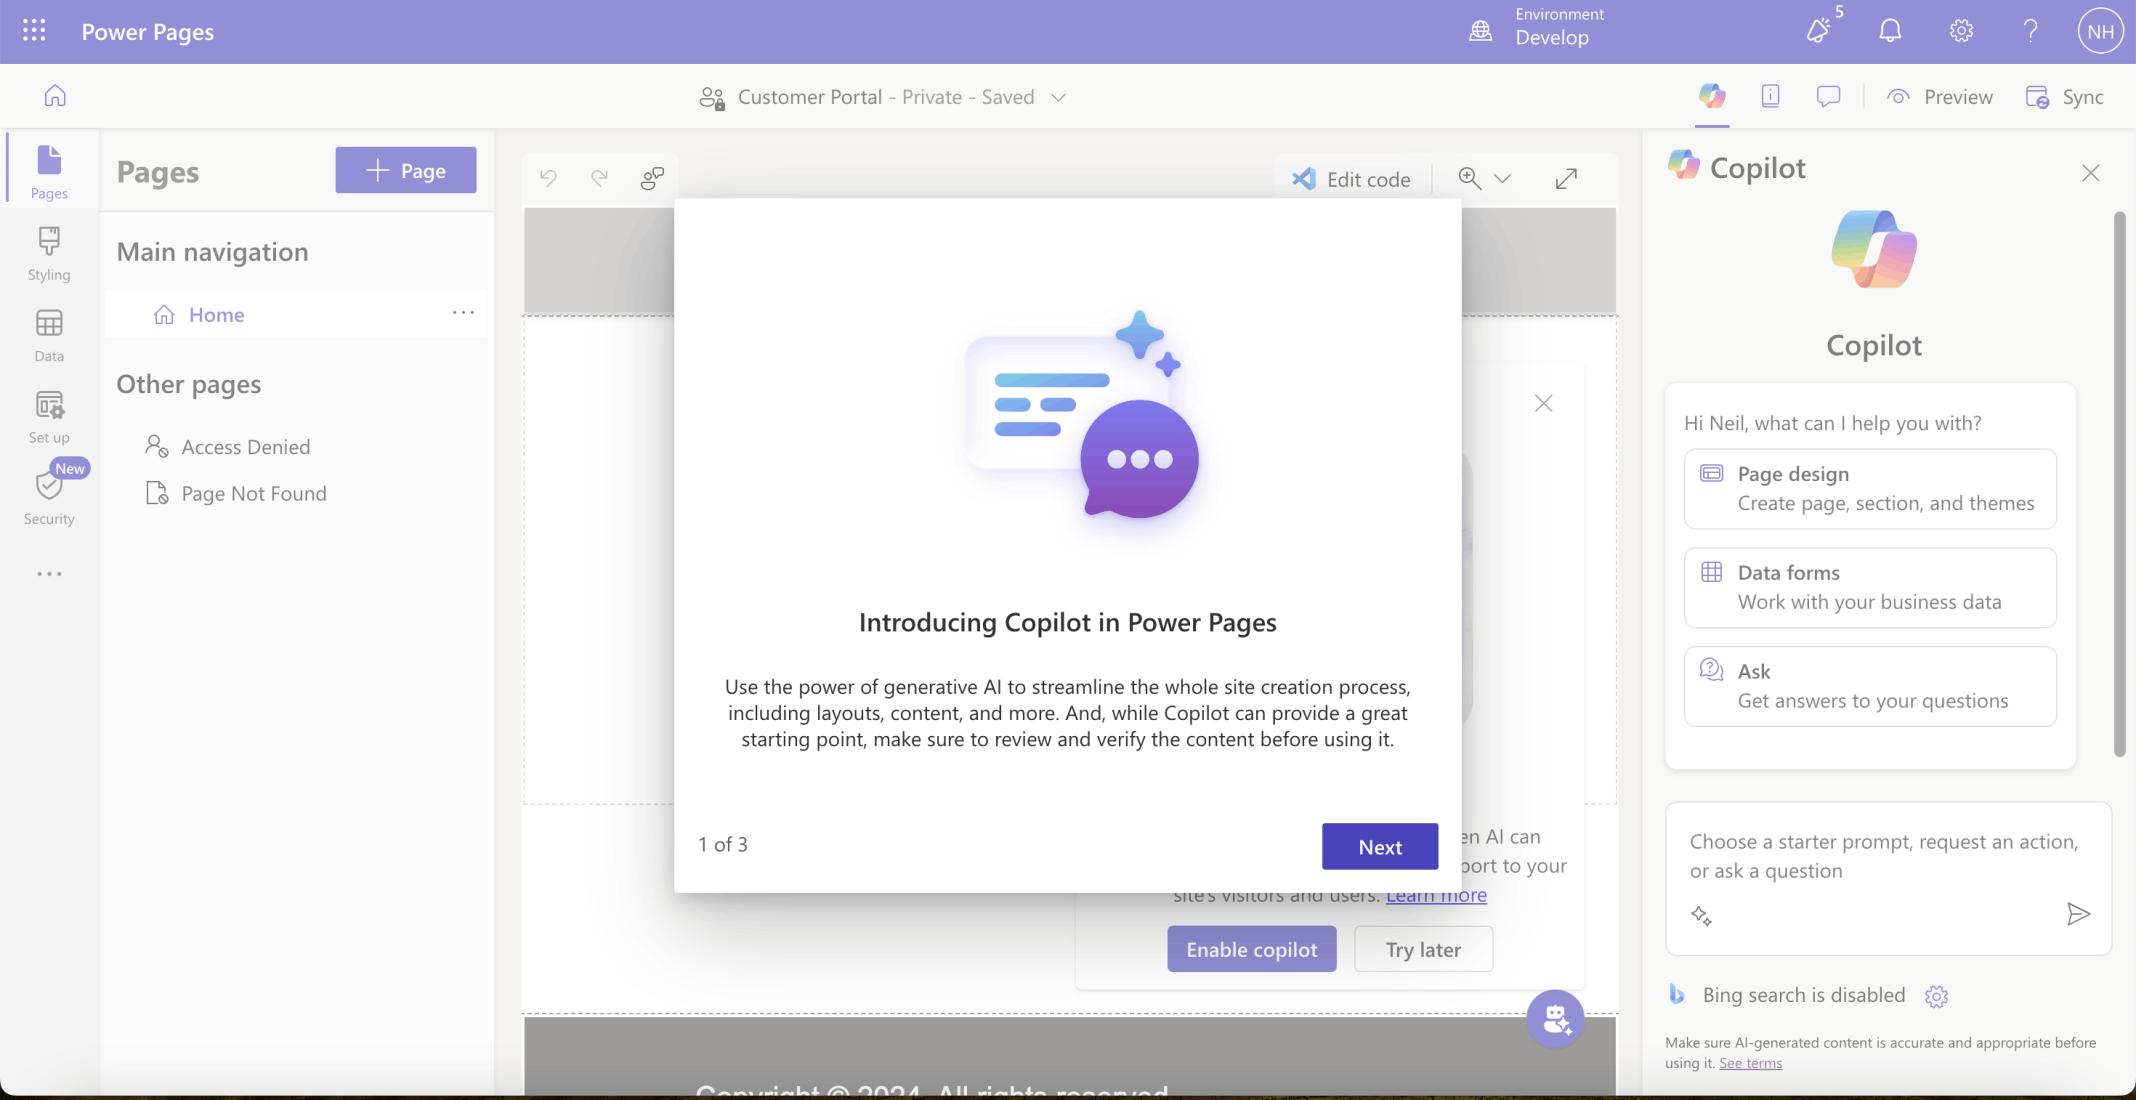 Power Pages
Environment
Develop
5
NH
Customer Portal - Private - Saved
Preview
Sync
Pages
Styling
Data
Set up
New
Security
Pages
Page
Main navigation
Home
Other pages
Access Denied
Page Not Found
Edit code
Introducing Copilot in Power Pages
Use the power of generative AI to streamline the whole site creation process,
including layouts, content, and more. And, while Copilot can provide a great
starting point, make sure to review and verify the content before using it.
1 of 3
Next
AI can
to your
site's visitors and users. Learn more
Enable copilot
Try later
Copyright © 2024. All rights reserved.
Copilot
Copilot
Hi Neil, what can I help you with?
Page design
Create page, section, and themes
Data forms
Work with your business data
Ask
Get answers to your questions
Choose a starter prompt, request an action,
or ask a question
Bing search is disabled
Make sure AI-generated content is accurate and appropriate before
using it. See terms